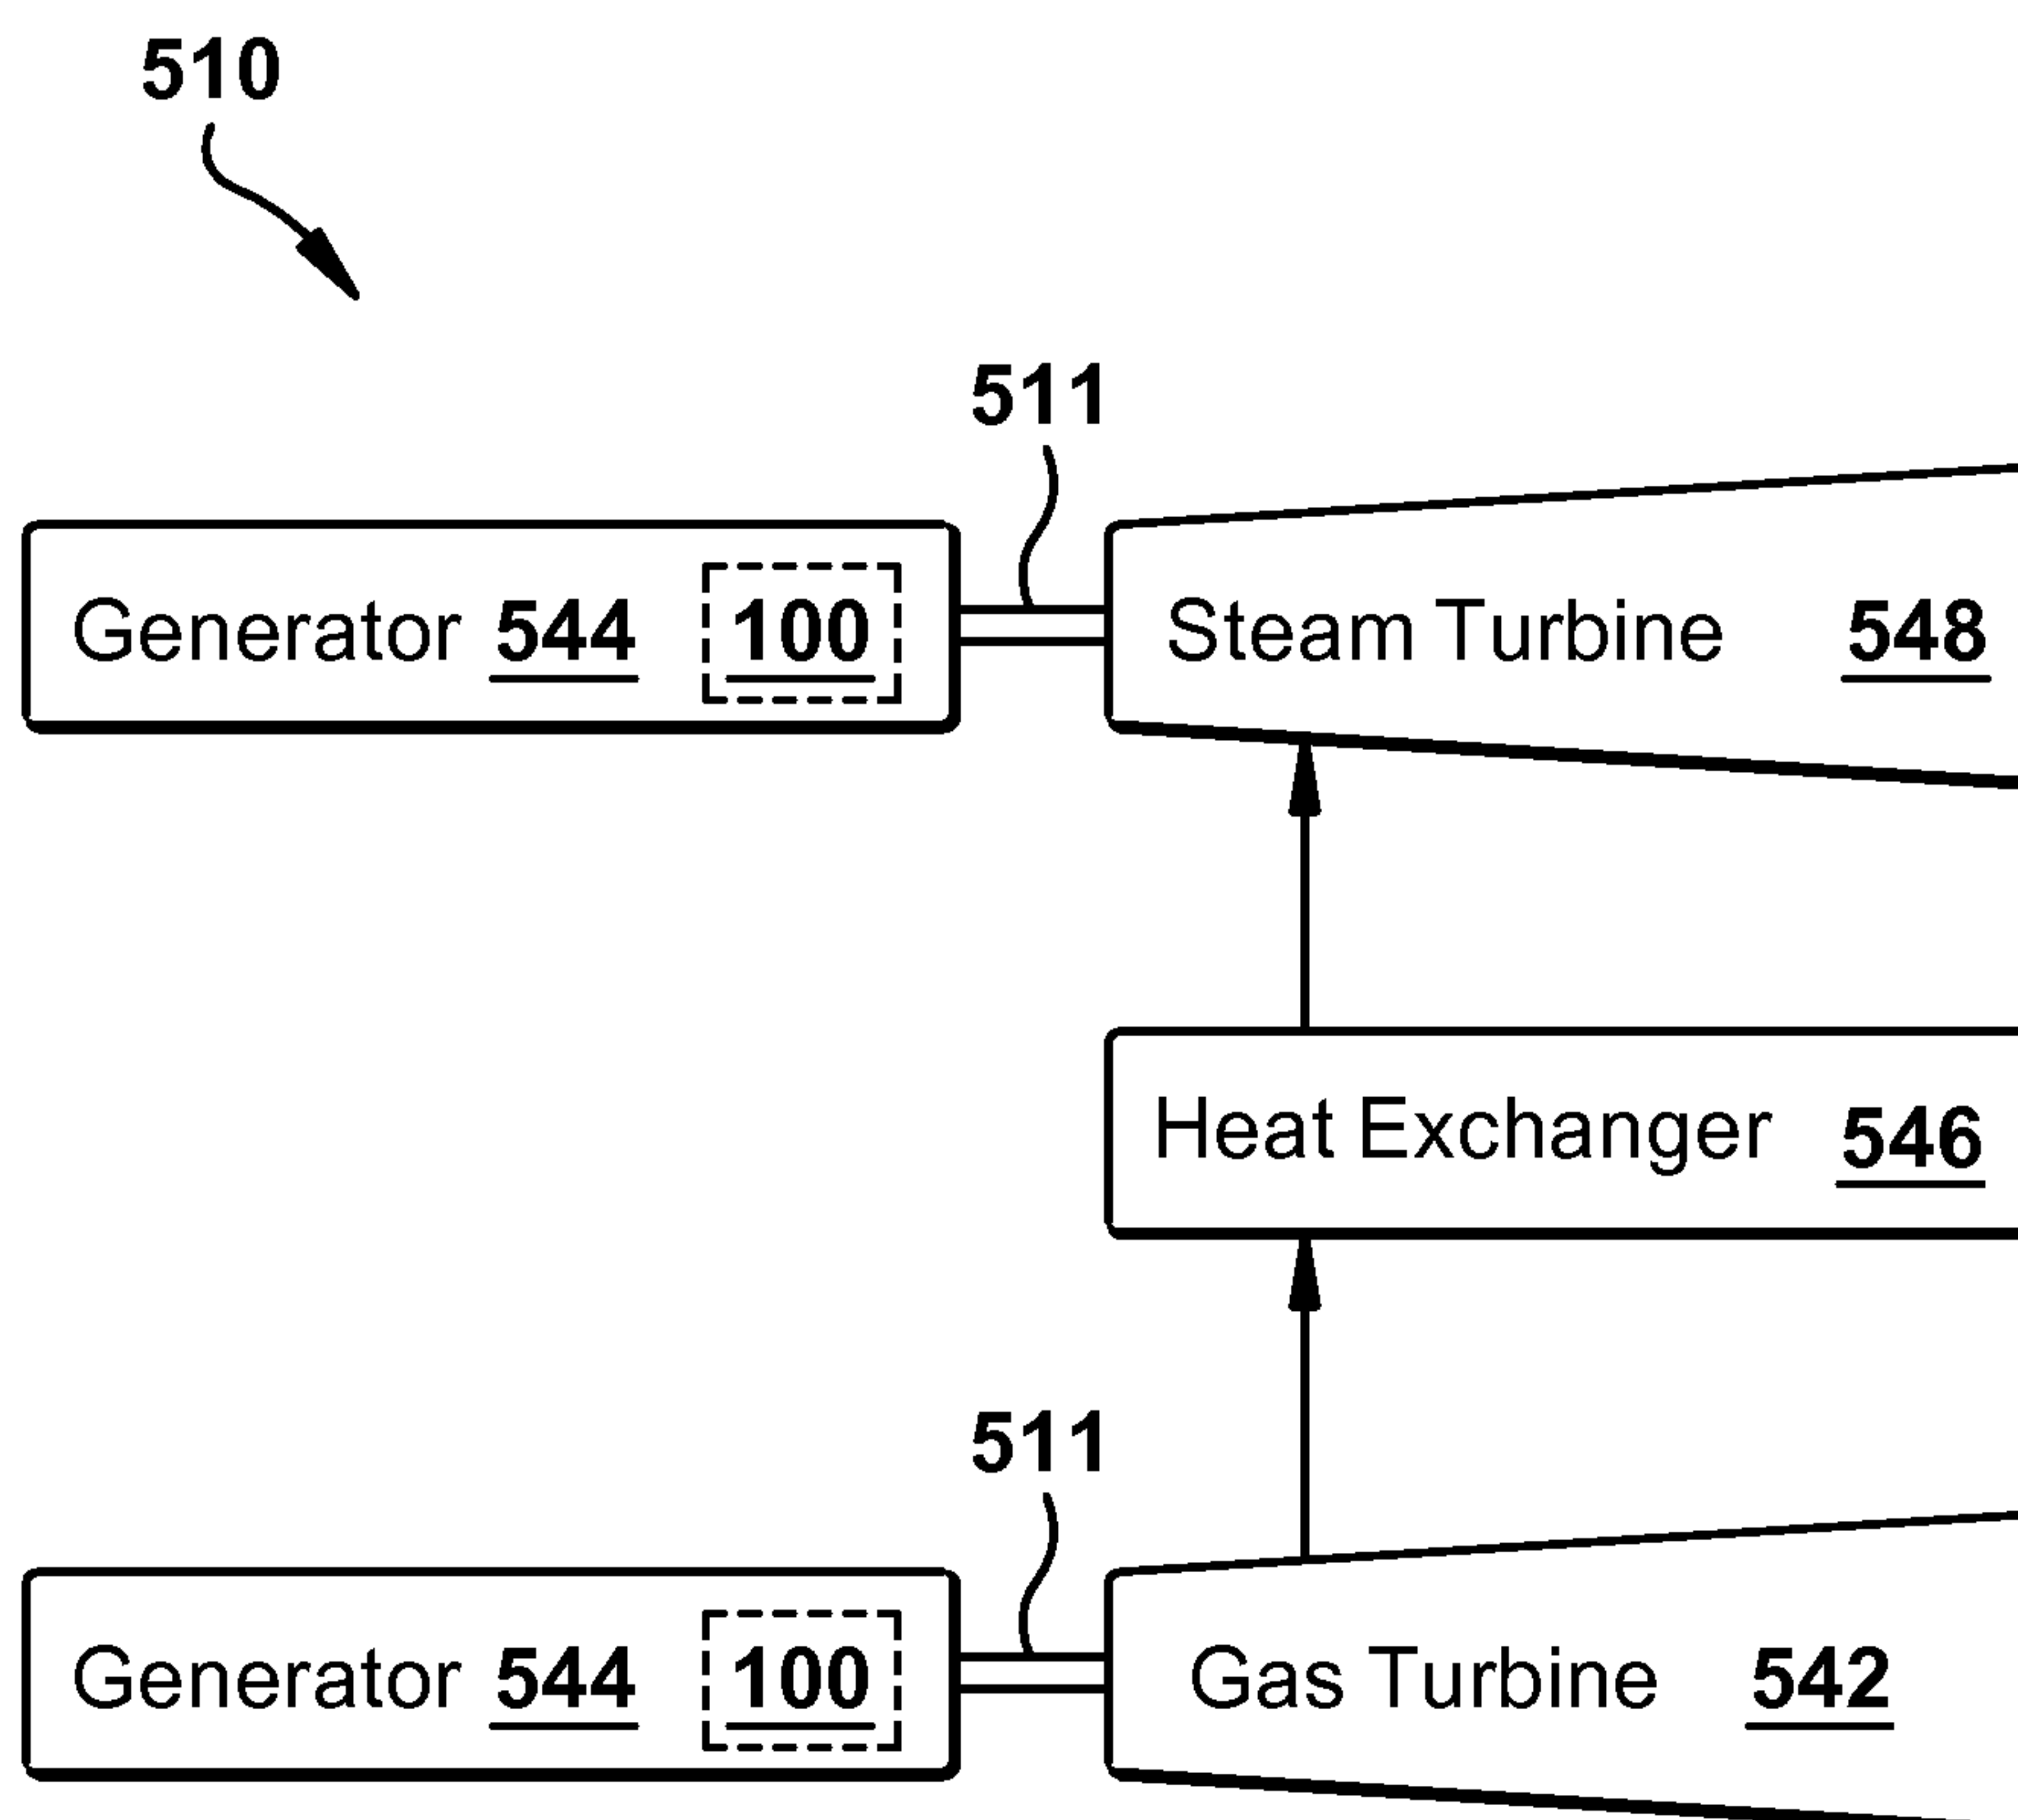 510
511
Generator 544 100 Steam Turbine 548
Heat Exchanger 546
511
Generator 544 100 Gas Turbine 542